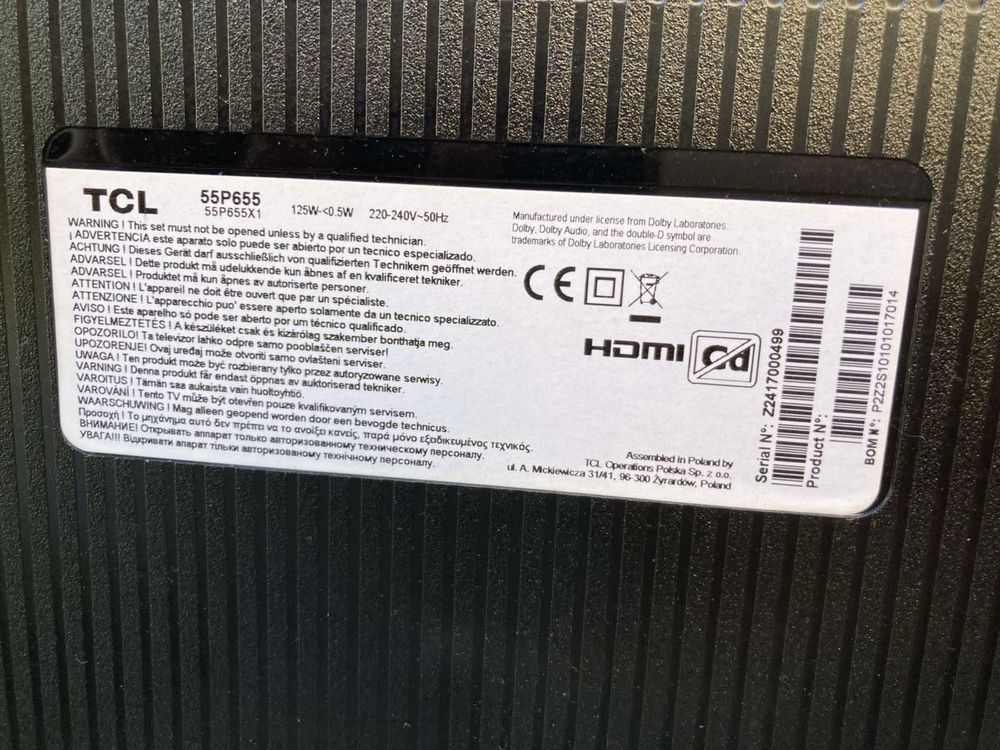 TCL
55P655
55P655X1
125W-<0.5W
220-240V~50Hz
WARNING ! This set must not be opened unless by a qualified technician.
¡ ADVERTENCIA este aparato solo puede ser abierto por un tecnico especializado.
ACHTUNG ! Dieses Gerät darf ausschließlich von qualifizierten Technikern geöffnet werden.
ADVARSEL ! Dette produkt må udelukkende kun åbnes af en kvalificeret tekniker.
ADVARSEL ! Produktet må kun åpnes av autoriserte personer.
ATTENTION ! L'appareil ne doit être ouvert que par un spécialiste.
ATTENZIONE ! L'apparecchio puo' essere aperto solamente da un tecnico specializzato.
AVISO ! Este aparelho só pode ser aberto por um técnico qualificado.
FIGYELMEZTETÉS ! A készüléket csak és kizárólag szakember bonthatja meg.
OPOZORILO! Ta televizor lahko odpre samo pooblaščen serviser!
UPOZORENJE! Ovaj uređaj može otvoriti samo ovlašteni serviser.
UWAGA ! Ten produkt może być rozbierany tylko przez autoryzowane serwisy.
VARNING ! Denna produkt får endast öppnas av auktoriserad tekniker.
VAROITUS ! Tämän saa aukaista vain huoltoyhtiö.
VAROVÁNÍ ! Tento TV může být otevřen pouze kvalifikovaným servisem.
WAARSCHUWING ! Mag alleen geopend worden door een bevoegde technicus.
Προσοχή ! Το μηχάνημα αυτό δεν πρέπει να το ανοίξει κανείς, παρά μόνο εξειδικευμένος τεχνικός.
ВНИМАНИЕ! Открывать аппарат только авторизованному техническому персоналу.
УВАГА!!! Відкривати апарат тільки авторизованому технічному персоналу.
Manufactured under license from Dolby Laboratories.
Dolby, Dolby Audio, and the double-D symbol are
trademarks of Dolby Laboratories Licensing Corporation.
CE
HDMI
Cd
Assembled in Poland by
TCL Operations Polska Sp. z o.o.
ul. A. Mickiewicza 31/41, 96-300 Żyrardów, Poland
Serial Nº: Z2417000499
Product Nº:
BOM Nº: P2Z2S10101017014